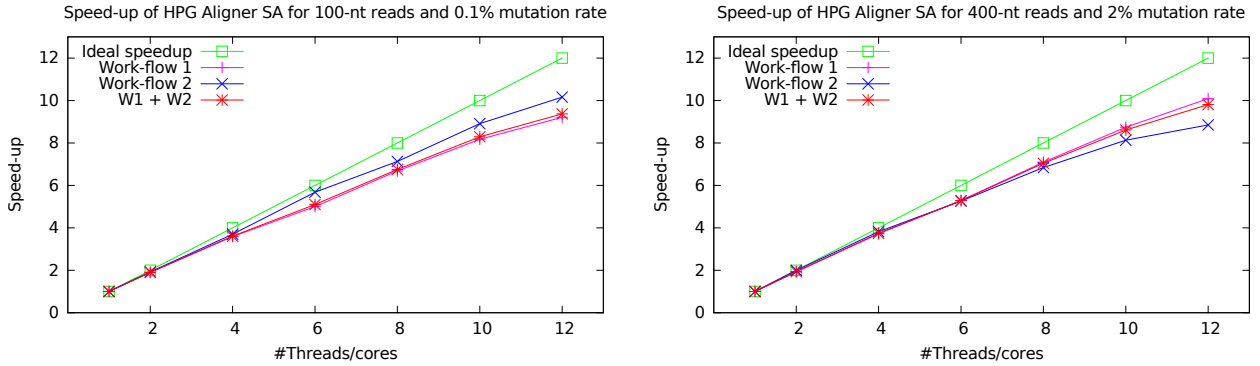 Speed-up of HPG Aligner SA for 100-nt reads and 0.1% mutation rate
Ideal speedup
Work-flow 1
Work-flow 2
W1 + W2
Speed-up
12
10
8
6
4
2
0
2 4 6 8 10 12
#Threads/cores
Speed-up of HPG Aligner SA for 400-nt reads and 2% mutation rate
Ideal speedup
Work-flow 1
Work-flow 2
W1 + W2
Speed-up
12
10
8
6
4
2
0
2 4 6 8 10 12
#Threads/cores